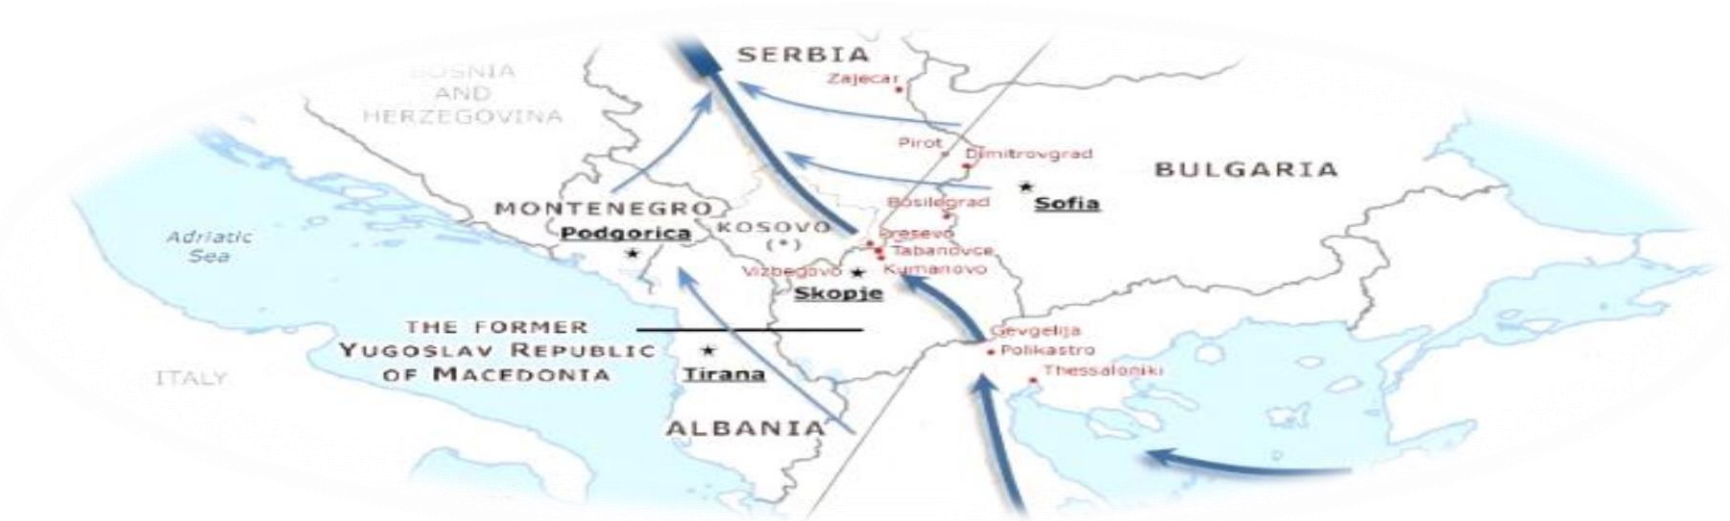 SERBIA
BOSNIA
AND
HERZEGOVINA
Zajecar
Pirot
Dimitrovgrad
BULGARIA
Bosilegrad
Sofia
MONTENEGRO
Podgorica
KOSOVO
(*)
Presevo
Tabanovce
Kumanovo
Vizbegovo
Skopje
Adriatic
Sea
THE FORMER
YUGOSLAV REPUBLIC
OF MACEDONIA
Gevgelija
Polikastro
Thessaloniki
ITALY
Tirana
ALBANIA